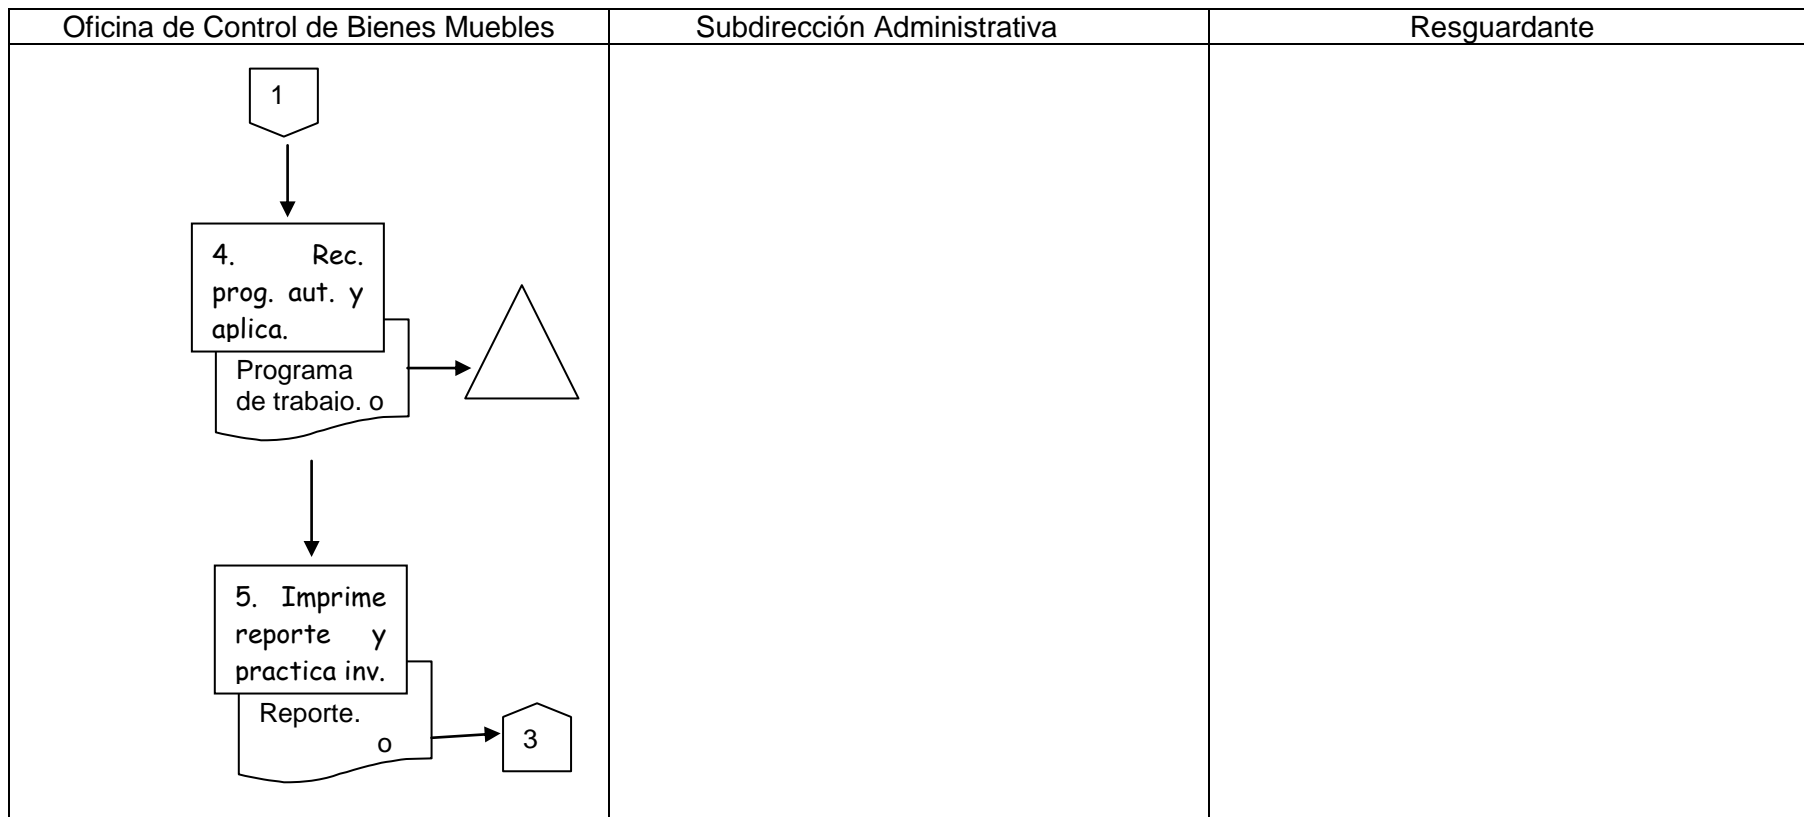 Oficina de Control de Bienes Muebles
Subdirección Administrativa
Resguardante
1
4. Rec.
prog. aut. y
aplica.
Programa
de trabajo. o
5. Imprime
reporte y
practica inv.
Reporte.
o
3